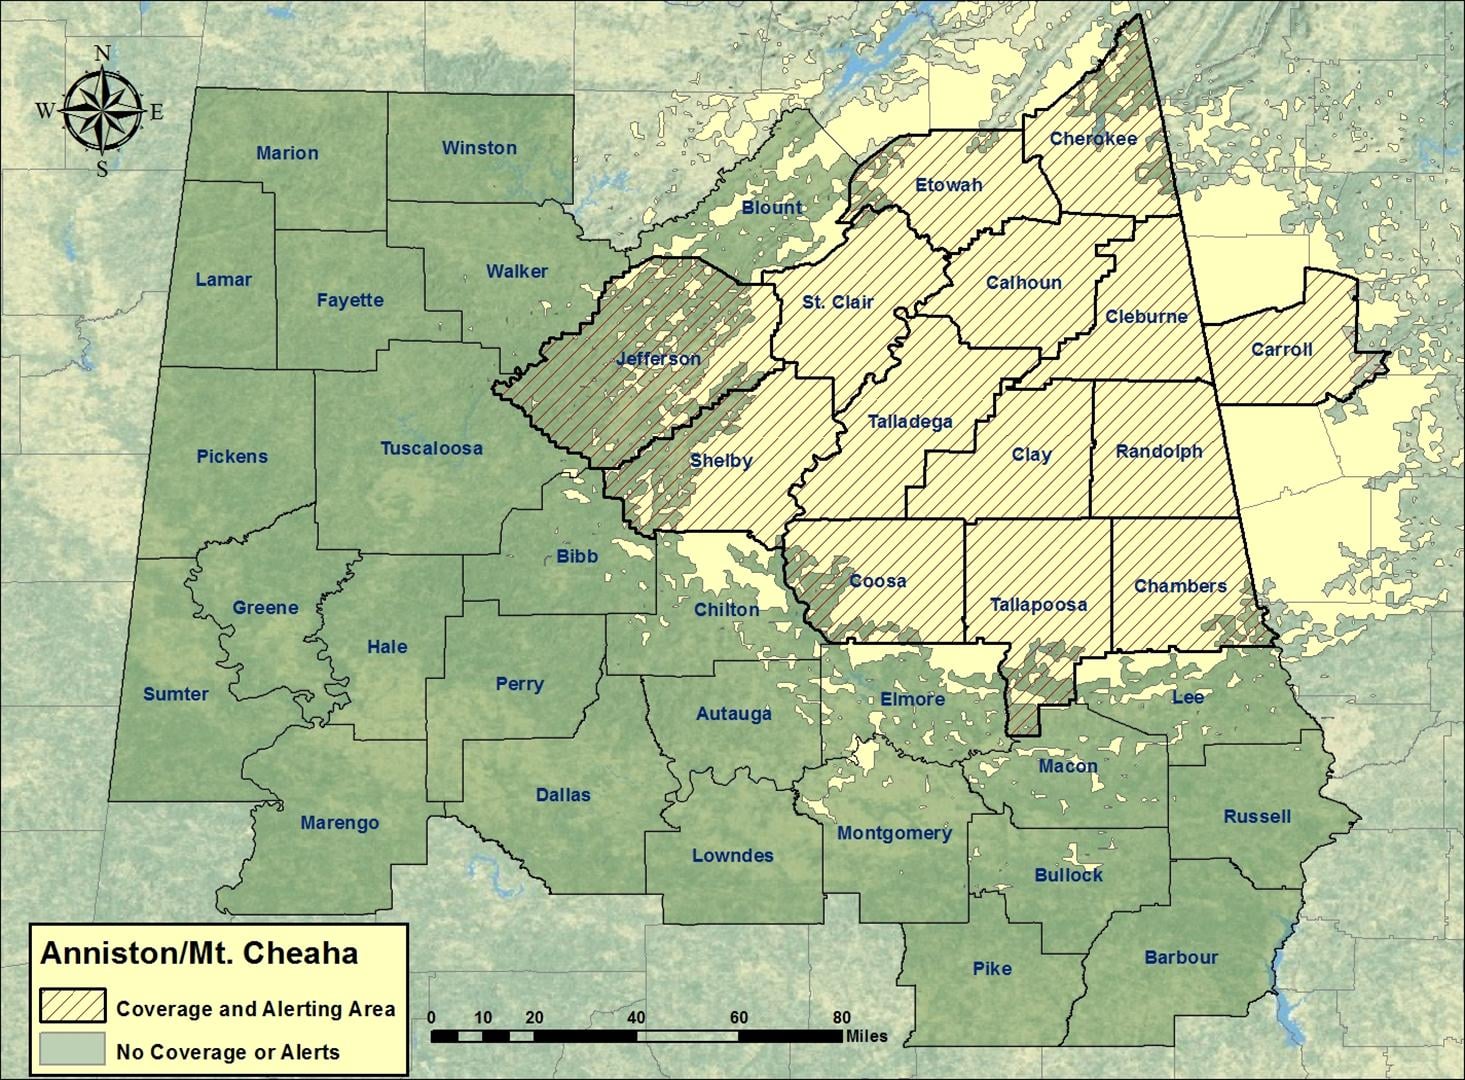 N
W E
S
Marion
Winston
Cherokee
Etowah
Blount
Lamar
Fayette
Walker
St. Clair
Calhoun
Cleburne
Carroll
Jefferson
Pickens
Tuscaloosa
Shelby
Talladega
Clay
Randolph
Bibb
Coosa
Chambers
Greene
Chilton
Tallapoosa
Hale
Sumter
Perry
Autauga
Elmore
Lee
Macon
Dallas
Marengo
Lowndes
Montgomery
Russell
Bullock
Pike
Barbour
Anniston/Mt. Cheaha
Coverage and Alerting Area
No Coverage or Alerts
0 10 20 40 60 80
Miles